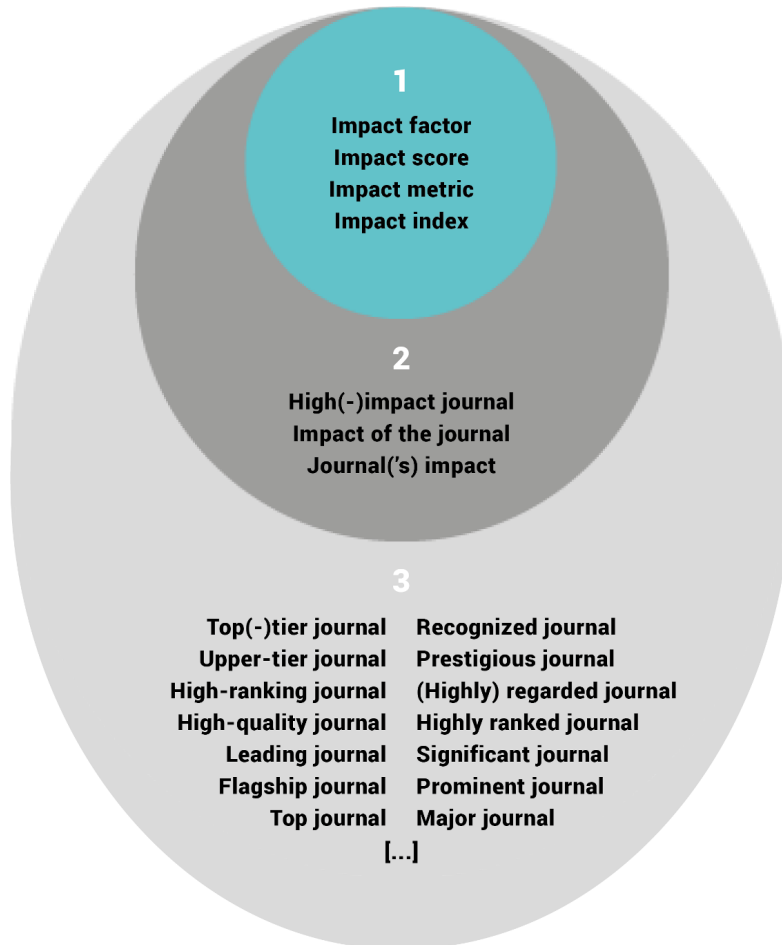 1
Impact factor
Impact score
Impact metric
Impact index
2
High(-)impact journal
Impact of the journal
Journal('s) impact
3
Top(-)tier journal Recognized journal
Upper-tier journal Prestigious journal
High-ranking journal (Highly) regarded journal
High-quality journal Highly ranked journal
Leading journal Significant journal
Flagship journal Prominent journal
Top journal Major journal
[...]